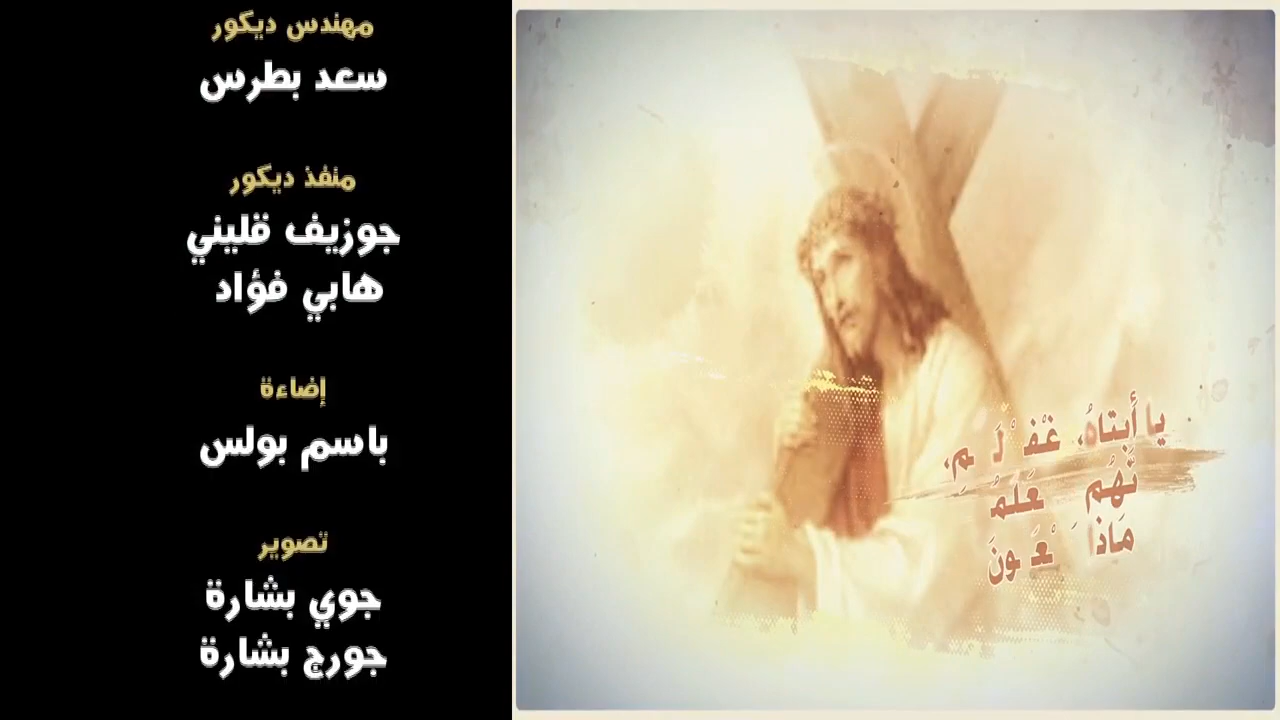 مهندس ديكور
سعد بطرس
منفذ ديكور
جوزيف قليني
هابي فؤاد
إضاءة
باسم بولس
تصوير
جوي بشارة
جورج بشارة
يا أبتاهُ،
مَاذا